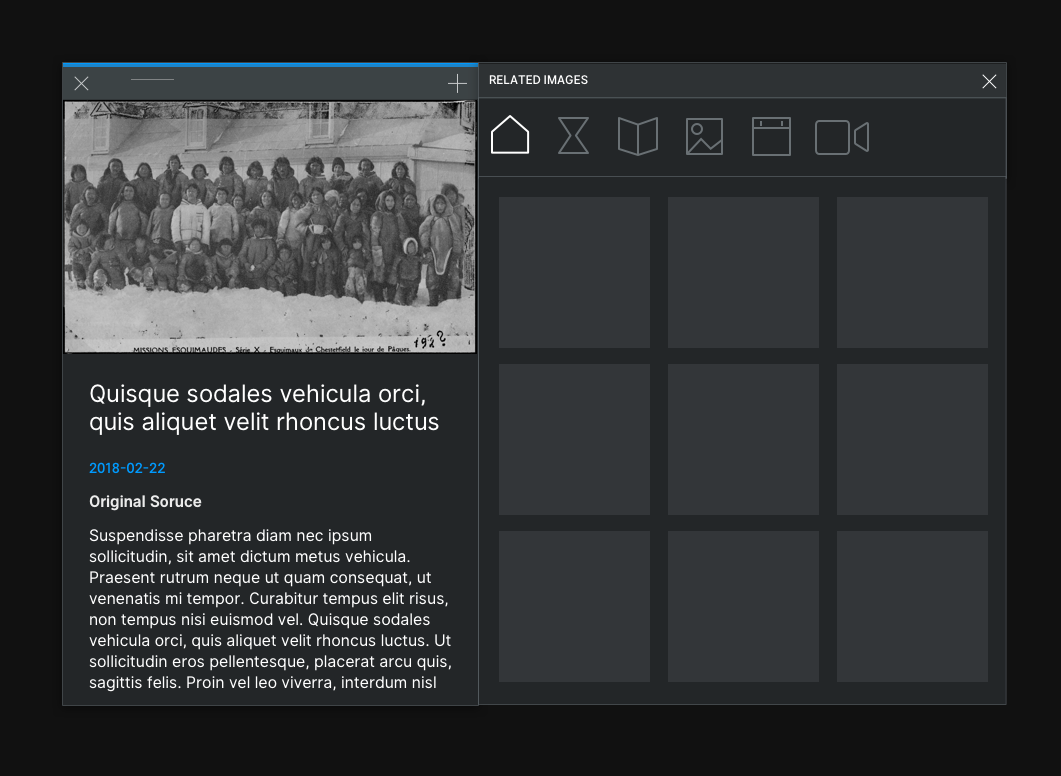 RELATED IMAGES
MISSIONS ESQUIMAUDES - Série X - Esquimaux de Chesterfield le jour de Pâques.
192?
Quisque sodales vehicula orci,
quis aliquet velit rhoncus luctus
2018-02-22
Original Soruce
Suspendisse pharetra diam nec ipsum
sollicitudin, sit amet dictum metus vehicula.
Praesent rutrum neque ut quam consequat, ut
venenatis mi tempor. Curabitur tempus elit risus,
non tempus nisi euismod vel. Quisque sodales
vehicula orci, quis aliquet velit rhoncus luctus. Ut
sollicitudin eros pellentesque, placerat arcu quis,
sagittis felis. Proin vel leo viverra, interdum nisl